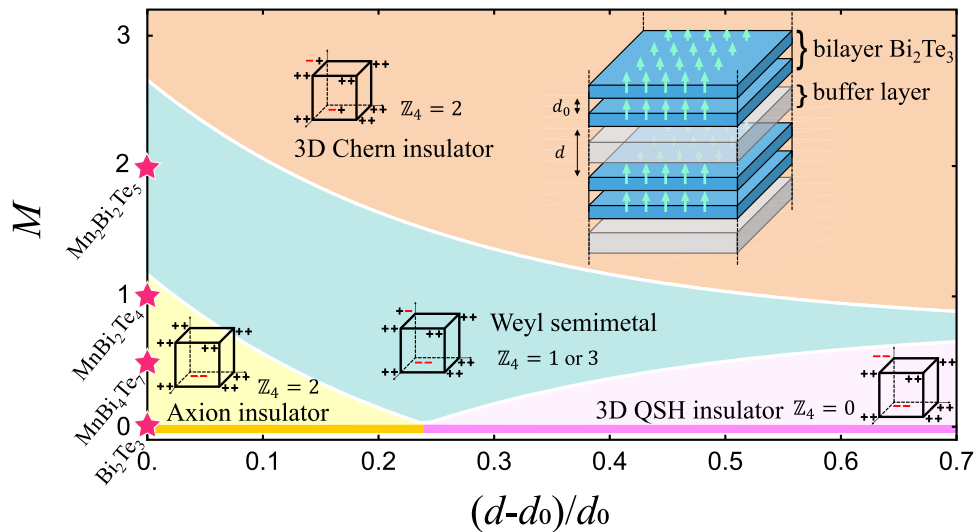 3
2
1
0
M
Mn₂Bi₂Te₅
MnBi₂Te₄
MnBi₄Te₇
Bi₂Te₃
0.
0.1
0.2
0.3
0.4
0.5
0.6
0.7
(d-d₀)/d₀
-+
++
++
++
-+
++
++
++
ℤ₄ = 2
3D Chern insulator
bilayer Bi₂Te₃
buffer layer
d₀
d
++
++
++
++
--
++
++
++
ℤ₄ = 2
Axion insulator
+-
++
++
++
--
++
++
++
Weyl semimetal
ℤ₄ = 1 or 3
--
++
++
++
--
++
++
++
3D QSH insulator ℤ₄ = 0